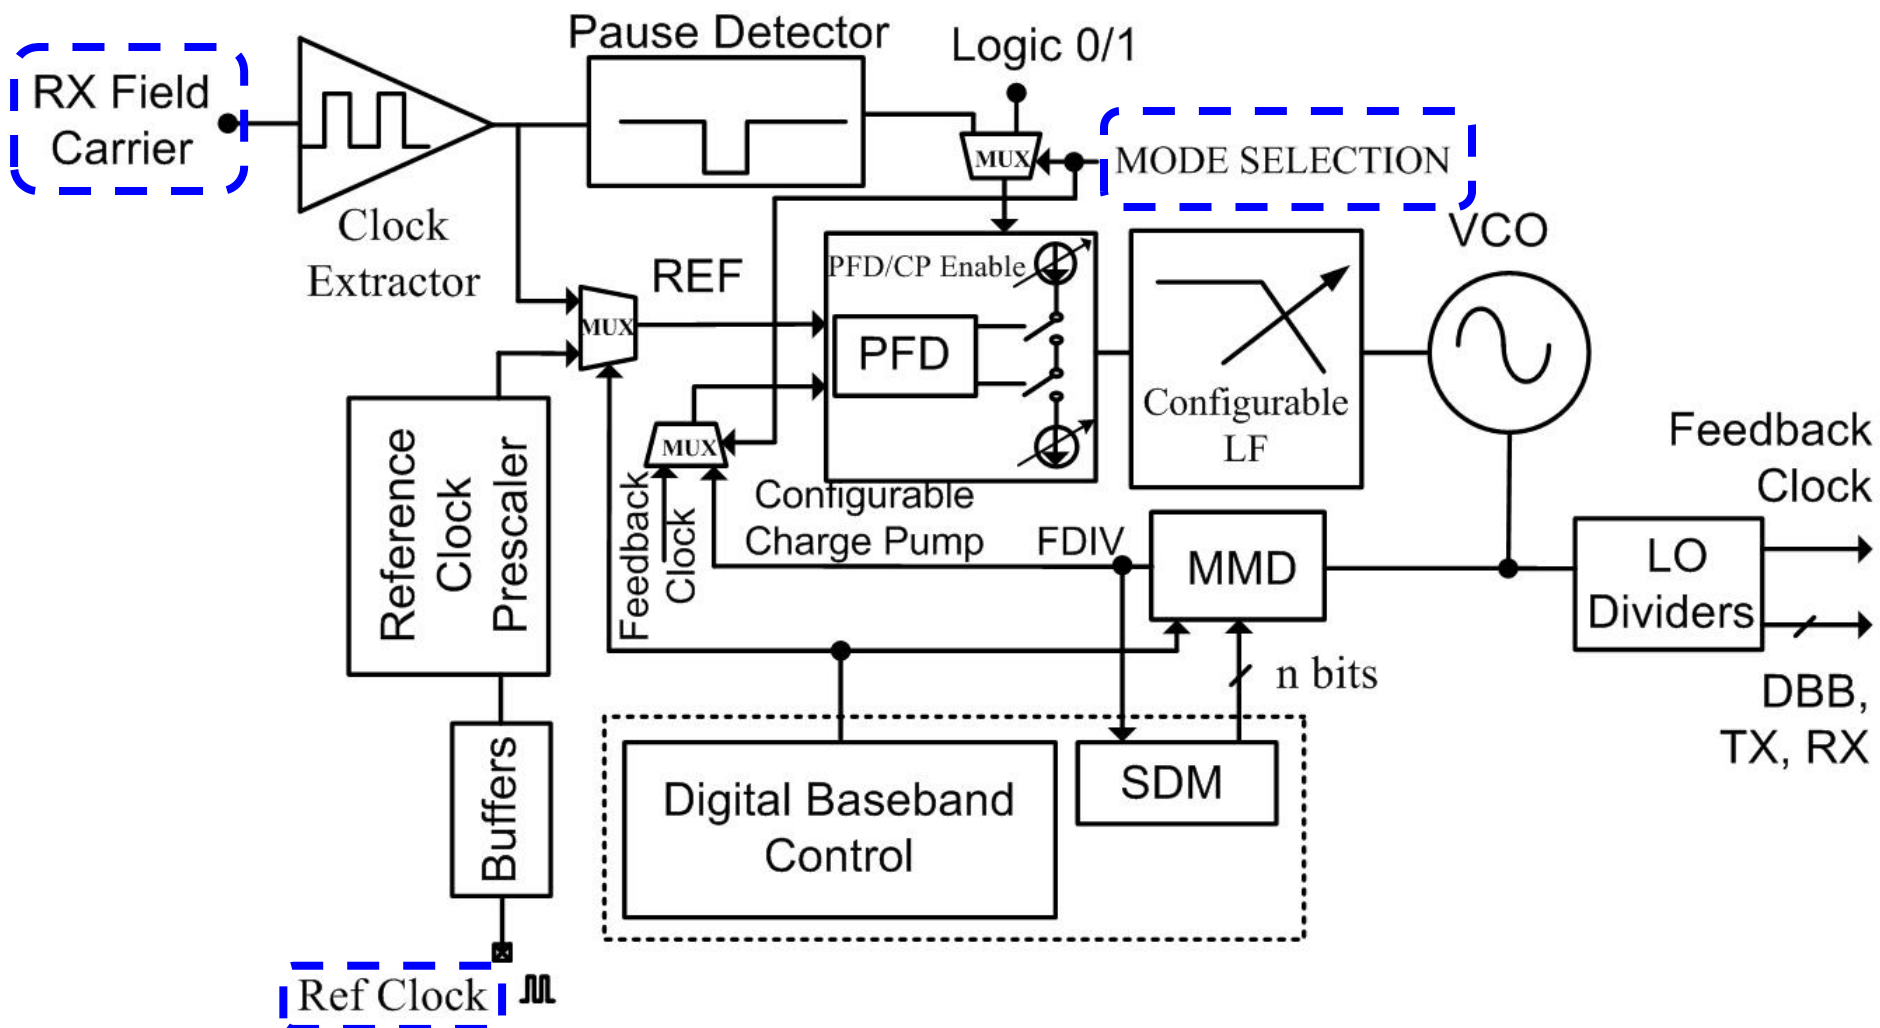 Pause Detector
Logic 0/1
RX Field
Carrier
MUX
MODE SELECTION
Clock
Extractor
VCO
REF
PFD/CP Enable
MUX
PFD
Configurable
LF
MUX
Feedback
Clock
Reference
Clock
Prescaler
Feedback
Clock
Configurable
Charge Pump
FDIV
MMD
LO
Dividers
n bits
DBB,
TX, RX
Buffers
Digital Baseband
Control
SDM
Ref Clock